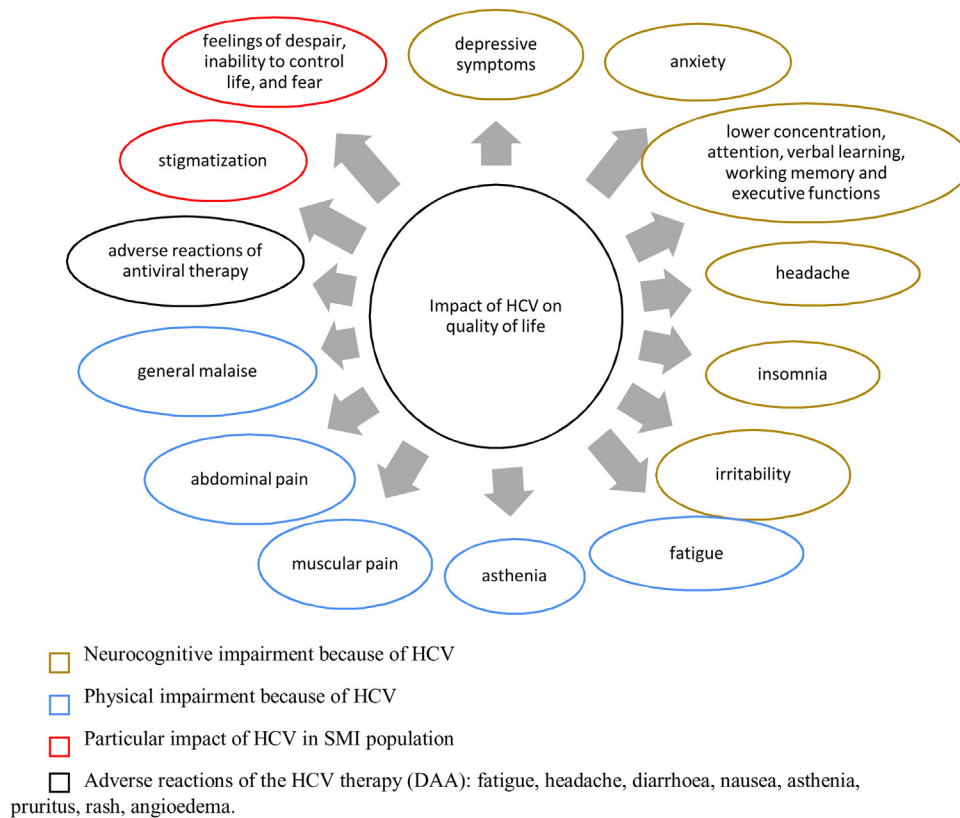 feelings of despair,
inability to control
life, and fear
depressive
symptoms
anxiety
stigmatization
lower concentration,
attention, verbal learning,
working memory and
executive functions
adverse reactions of
antiviral therapy
headache
Impact of HCV on
quality of life
general malaise
insomnia
abdominal pain
irritability
muscular pain
asthenia
fatigue
Neurocognitive impairment because of HCV
Physical impairment because of HCV
Particular impact of HCV in SMI population
Adverse reactions of the HCV therapy (DAA): fatigue, headache, diarrhoea, nausea, asthenia,
pruritus, rash, angioedema.